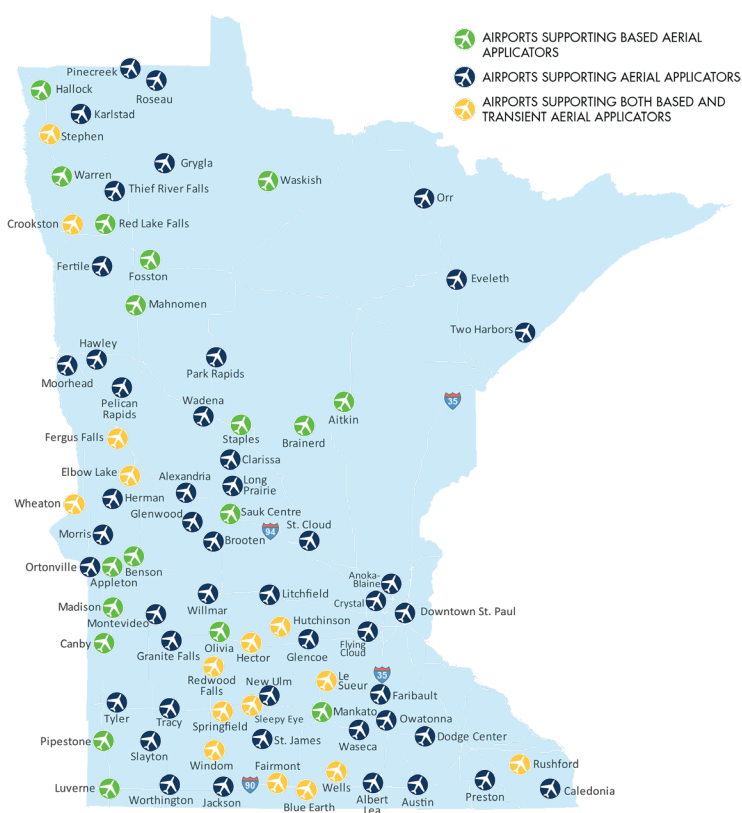 AIRPORTS SUPPORTING BASED AERIAL
APPLICATORS
AIRPORTS SUPPORTING AERIAL APPLICATORS
AIRPORTS SUPPORTING BOTH BASED AND
TRANSIENT AERIAL APPLICATORS
Pinecreek
Roseau
Hallock
Karlstad
Stephen
Grygla
Warren
Thief River Falls
Waskish
Orr
Crookston
Red Lake Falls
Fertile
Fosston
Eveleth
Mahnomen
Two Harbors
Hawley
Moorhead
Park Rapids
Pelican
Rapids
Wadena
35
Aitkin
Staples
Brainerd
Fergus Falls
Clarissa
Elbow Lake
Alexandria
Long
Prairie
Wheaton
Herman
Glenwood
Sauk Centre
94
St. Cloud
Morris
Brooten
Ortonville
Appleton
Benson
Anoka-
Blaine
Crystal
Downtown St. Paul
Madison
Montevideo
Willmar
Litchfield
Hutchinson
Canby
Granite Falls
Olivia
Hector
Glencoe
Flying
Cloud
Redwood
Falls
New Ulm
Le
Sueur
35
Faribault
Tyler
Tracy
Springfield
Sleepy Eye
Mankato
Owatonna
Pipestone
Slayton
St. James
Waseca
Dodge Center
Windom
Fairmont
Rushford
Luverne
Worthington
Jackson
90
Blue Earth
Wells
Albert
Lea
Austin
Preston
Caledonia